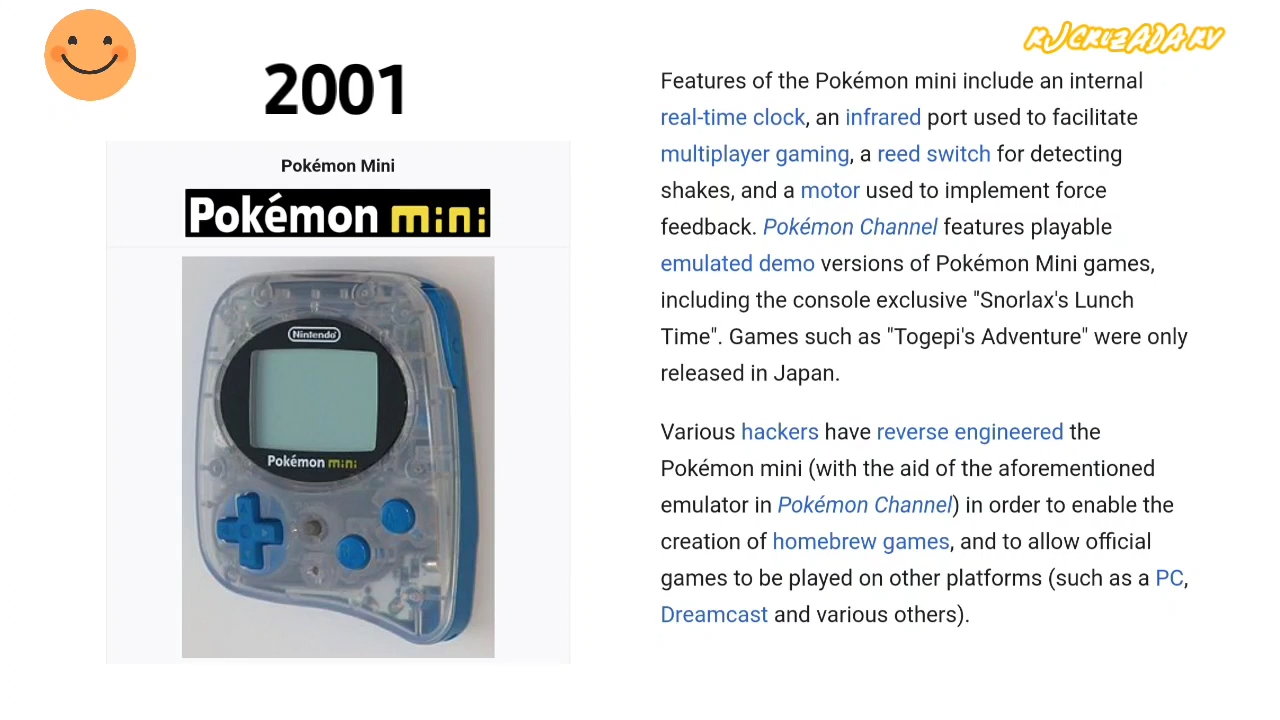 KJCRUZADA KV
2001
Pokémon Mini
Pokémon mini
Nintendo
Pokémon mini
Features of the Pokémon mini include an internal
real-time clock, an infrared port used to facilitate
multiplayer gaming, a reed switch for detecting
shakes, and a motor used to implement force
feedback. Pokémon Channel features playable
emulated demo versions of Pokémon Mini games,
including the console exclusive "Snorlax's Lunch
Time". Games such as "Togepi's Adventure" were only
released in Japan.
Various hackers have reverse engineered the
Pokémon mini (with the aid of the aforementioned
emulator in Pokémon Channel) in order to enable the
creation of homebrew games, and to allow official
games to be played on other platforms (such as a PC,
Dreamcast and various others).